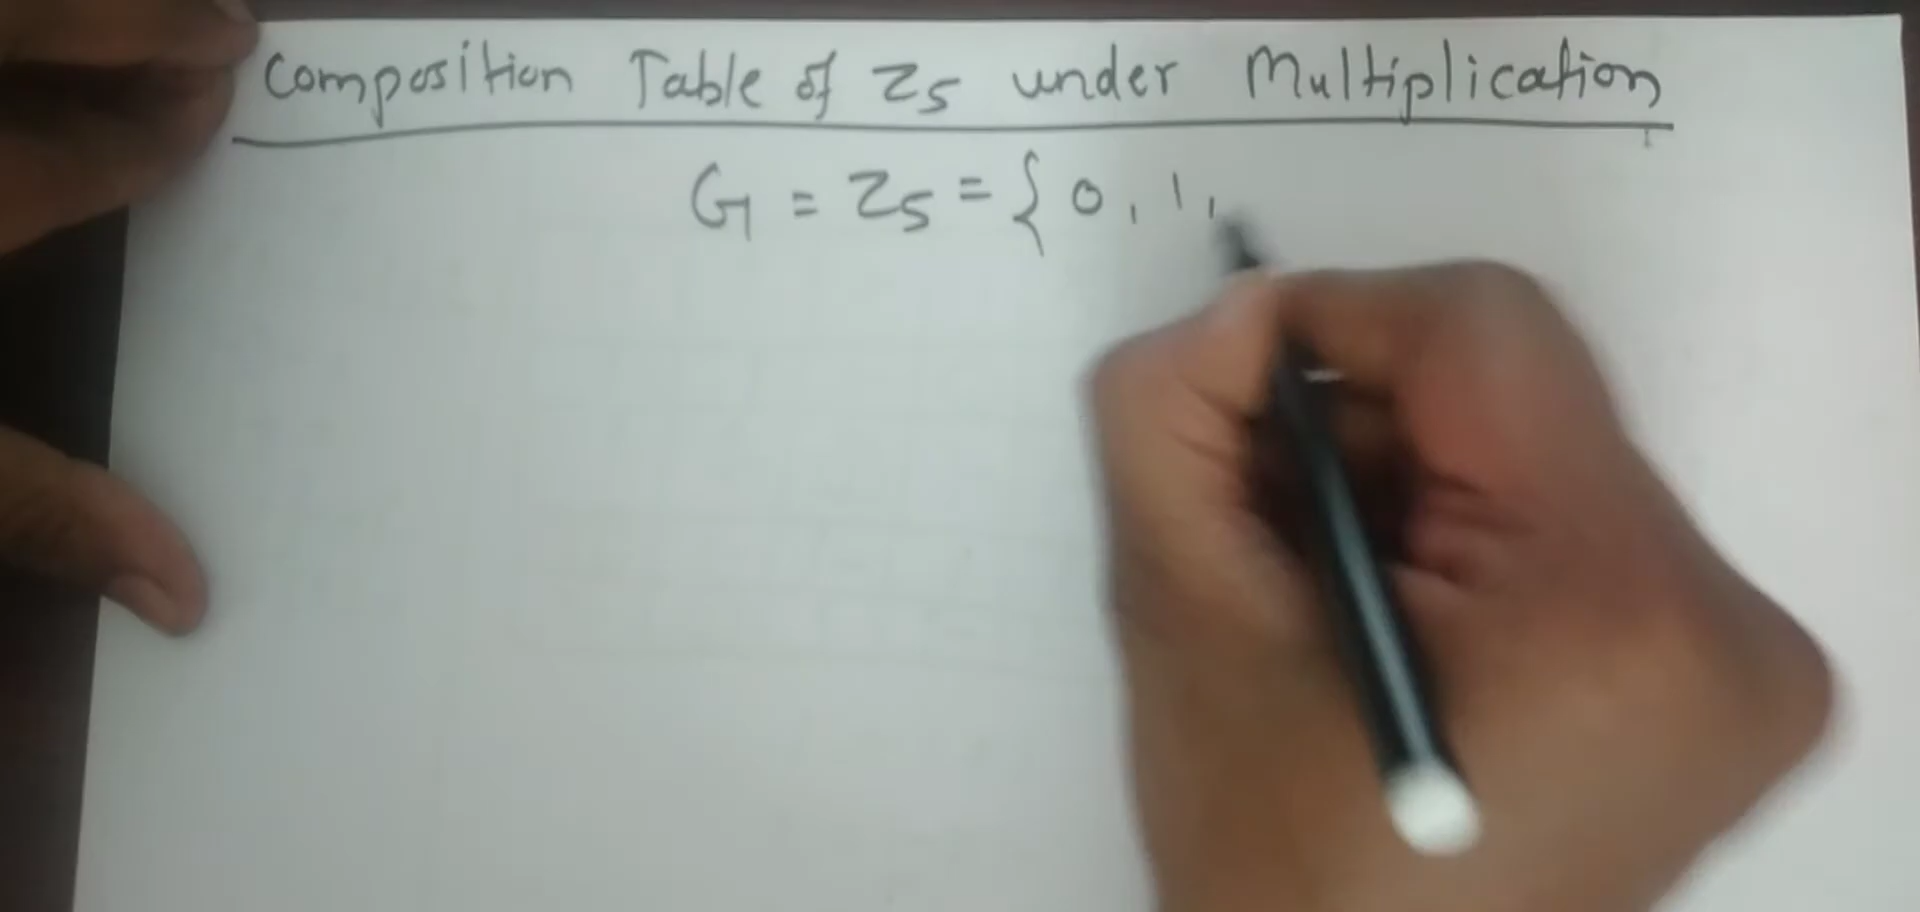 Composition Table of Z5 under Multiplication
G = Z5 = { 0, 1,